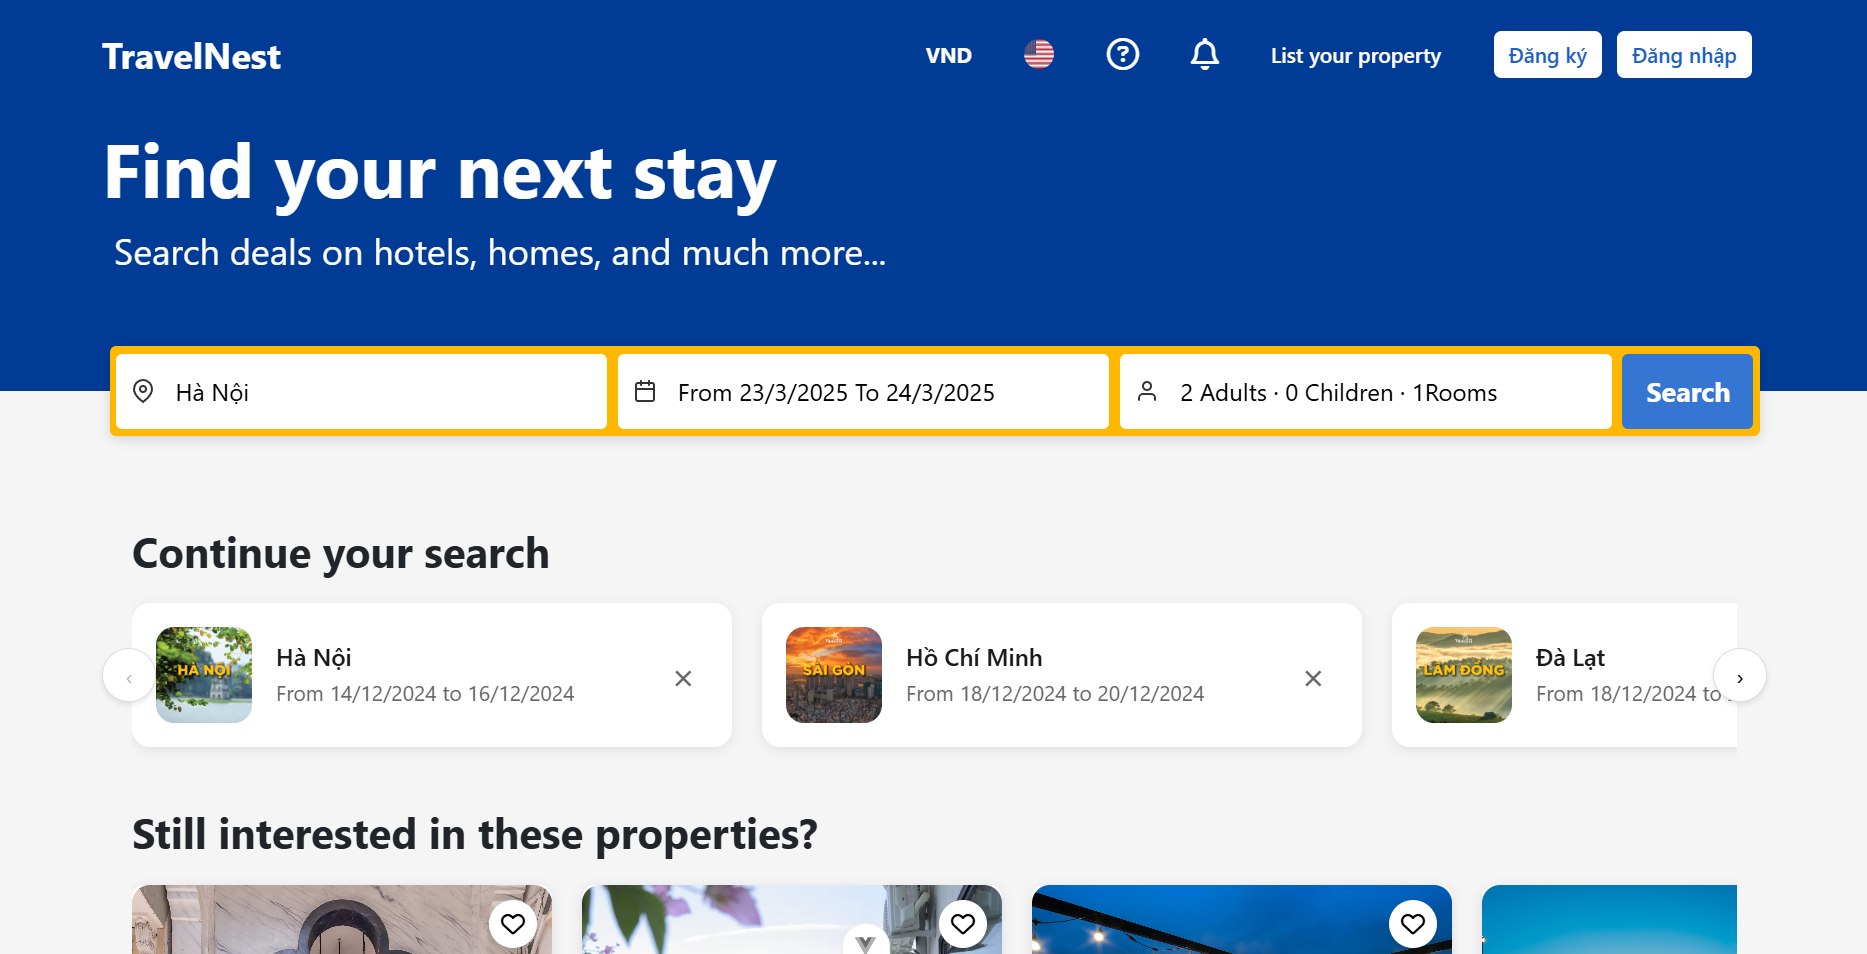 TravelNest
VND
List your property
Đăng ký
Đăng nhập
Find your next stay
Search deals on hotels, homes, and much more...
Hà Nội
From 23/3/2025 To 24/3/2025
2 Adults · 0 Children · 1Rooms
Search
Continue your search
HÀ NỘI
Hà Nội
From 14/12/2024 to 16/12/2024
SÀI GÒN
Hồ Chí Minh
From 18/12/2024 to 20/12/2024
LÂM ĐỒNG
Đà Lạt
From 18/12/2024 to
Still interested in these properties?